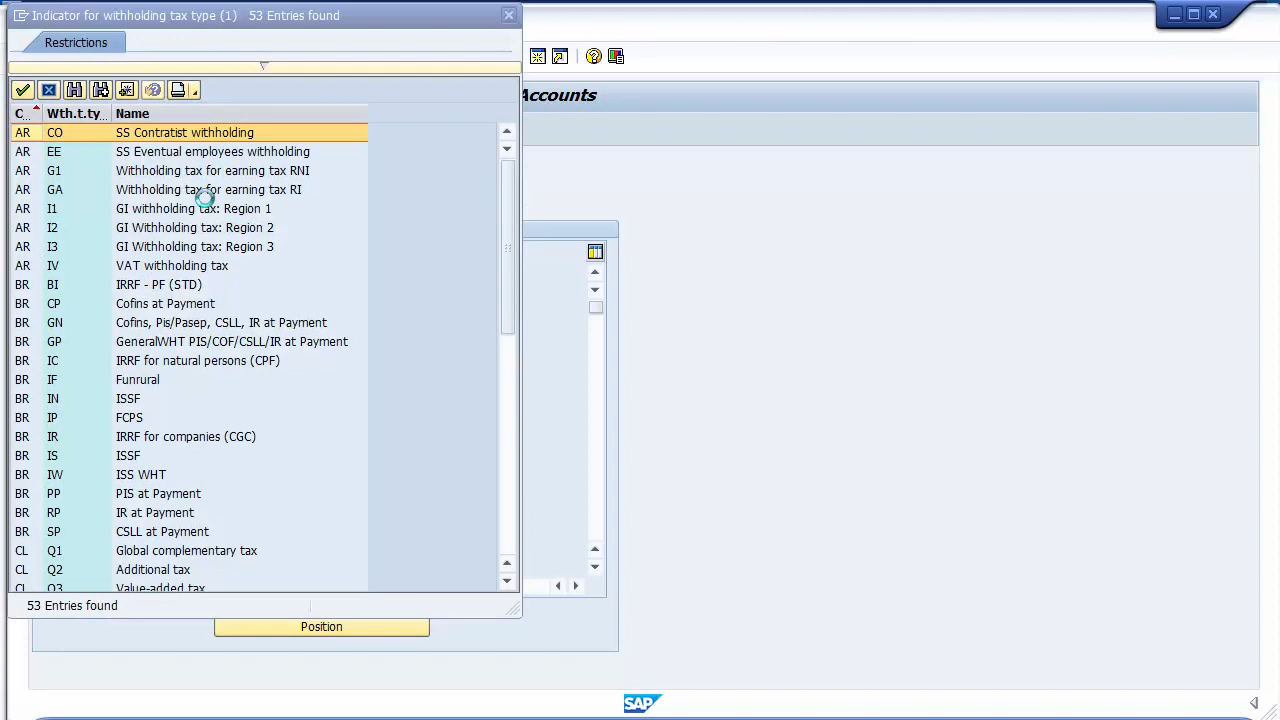 Indicator for withholding tax type (1) 53 Entries found
Restrictions
Accounts
C... Wth.t.ty... Name
AR CO SS Contratist withholding
AR EE SS Eventual employees withholding
AR G1 Withholding tax for earning tax RNI
AR GA Withholding tax for earning tax RI
AR I1 GI withholding tax: Region 1
AR I2 GI Withholding tax: Region 2
AR I3 GI Withholding tax: Region 3
AR IV VAT withholding tax
BR BI IRRF - PF (STD)
BR CP Cofins at Payment
BR GN Cofins, Pis/Pasep, CSLL, IR at Payment
BR GP GeneralWHT PIS/COF/CSLL/IR at Payment
BR IC IRRF for natural persons (CPF)
BR IF Funrural
BR IN ISSF
BR IP FCPS
BR IR IRRF for companies (CGC)
BR IS ISSF
BR IW ISS WHT
BR PP PIS at Payment
BR RP IR at Payment
BR SP CSLL at Payment
CL Q1 Global complementary tax
CL Q2 Additional tax
CL Q3 Value-added tax
53 Entries found
Position
SAP